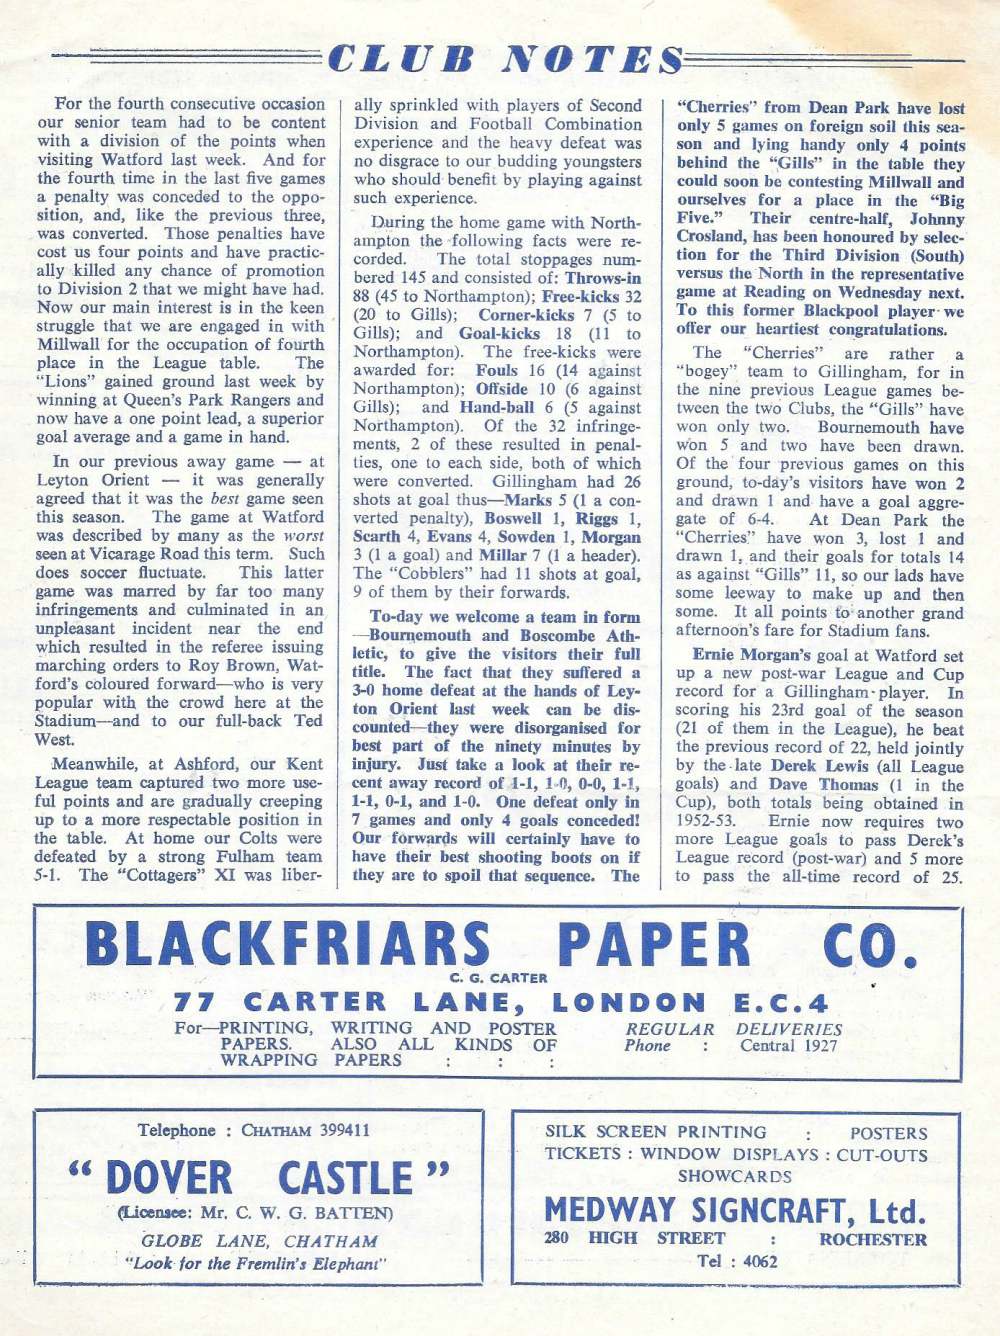 CLUB NOTES
For the fourth consecutive occasion
our senior team had to be content
with a division of the points when
visiting Watford last week. And for
the fourth time in the last five games
a penalty was conceded to the oppo-
sition, and, like the previous three,
was converted. Those penalties have
cost us four points and have practic-
ally killed any chance of promotion
to Division 2 that we might have had.
Now our main interest is in the keen
struggle that we are engaged in with
Millwall for the occupation of fourth
place in the League table. The
"Lions" gained ground last week by
winning at Queen's Park Rangers and
now have a one point lead, a superior
goal average and a game in hand.
In our previous away game — at
Leyton Orient — it was generally
agreed that it was the best game seen
this season. The game at Watford
was described by many as the worst
seen at Vicarage Road this term. Such
does soccer fluctuate. This latter
game was marred by far too many
infringements and culminated in an
unpleasant incident near the end
which resulted in the referee issuing
marching orders to Roy Brown, Wat-
ford's coloured forward—who is very
popular with the crowd here at the
Stadium—and to our full-back Ted
West.
Meanwhile, at Ashford, our Kent
League team captured two more use-
ful points and are gradually creeping
up to a more respectable position in
the table. At home our Colts were
defeated by a strong Fulham team
5-1. The "Cottagers" XI was liber-
ally sprinkled with players of Second
Division and Football Combination
experience and the heavy defeat was
no disgrace to our budding youngsters
who should benefit by playing against
such experience.
During the home game with North-
ampton the following facts were re-
corded. The total stoppages num-
bered 145 and consisted of: Throws-in
88 (45 to Northampton); Free-kicks 32
(20 to Gills); Corner-kicks 7 (5 to
Gills); and Goal-kicks 18 (11 to
Northampton). The free-kicks were
awarded for: Fouls 16 (14 against
Northampton); Offside 10 (6 against
Gills); and Hand-ball 6 (5 against
Northampton). Of the 32 infringe-
ments, 2 of these resulted in penal-
ties, one to each side, both of which
were converted. Gillingham had 26
shots at goal thus—Marks 5 (1 a con-
verted penalty), Boswell 1, Riggs 1,
Scarth 4, Evans 4, Sowden 1, Morgan
3 (1 a goal) and Millar 7 (1 a header).
The "Cobblers" had 11 shots at goal,
9 of them by their forwards.
To-day we welcome a team in form
—Bournemouth and Boscombe Ath-
letic, to give the visitors their full
title. The fact that they suffered a
3-0 home defeat at the hands of Ley-
ton Orient last week can be dis-
counted—they were disorganised for
best part of the ninety minutes by
injury. Just take a look at their re-
cent away record of 1-1, 1-0, 0-0, 1-1,
1-1, 0-1, and 1-0. One defeat only in
7 games and only 4 goals conceded!
Our forwards will certainly have to
have their best shooting boots on if
they are to spoil that sequence. The
"Cherries" from Dean Park have lost
only 5 games on foreign soil this sea-
son and lying handy only 4 points
behind the "Gills" in the table they
could soon be contesting Millwall and
ourselves for a place in the "Big
Five." Their centre-half, Johnny
Crosland, has been honoured by selec-
tion for the Third Division (South)
versus the North in the representative
game at Reading on Wednesday next.
To this former Blackpool player we
offer our heartiest congratulations.
The "Cherries" are rather a
"bogey" team to Gillingham, for in
the nine previous League games be-
tween the two Clubs, the "Gills" have
won only two. Bournemouth have
won 5 and two have been drawn.
Of the four previous games on this
ground, to-day's visitors have won 2
and drawn 1 and have a goal aggre-
gate of 6-4. At Dean Park the
"Cherries" have won 3, lost 1 and
drawn 1, and their goals for totals 14
as against "Gills" 11, so our lads have
some leeway to make up and then
some. It all points to another grand
afternoon's fare for Stadium fans.
Ernie Morgan's goal at Watford set
up a new post-war League and Cup
record for a Gillingham player. In
scoring his 23rd goal of the season
(21 of them in the League), he beat
the previous record of 22, held jointly
by the late Derek Lewis (all League
goals) and Dave Thomas (1 in the
Cup), both totals being obtained in
1952-53. Ernie now requires two
more League goals to pass Derek's
League record (post-war) and 5 more
to pass the all-time record of 25.
BLACKFRIARS PAPER CO.
C. G. CARTER
77 CARTER LANE, LONDON E.C.4
For—PRINTING, WRITING AND POSTER
PAPERS. ALSO ALL KINDS OF
WRAPPING PAPERS : : :
REGULAR DELIVERIES
Phone : Central 1927
Telephone : CHATHAM 399411
"DOVER CASTLE"
(Licensee: Mr. C. W. G. BATTEN)
GLOBE LANE, CHATHAM
"Look for the Fremlin's Elephant"
SILK SCREEN PRINTING : POSTERS
TICKETS : WINDOW DISPLAYS : CUT-OUTS
SHOWCARDS
MEDWAY SIGNCRAFT, Ltd.
280 HIGH STREET : ROCHESTER
Tel : 4062